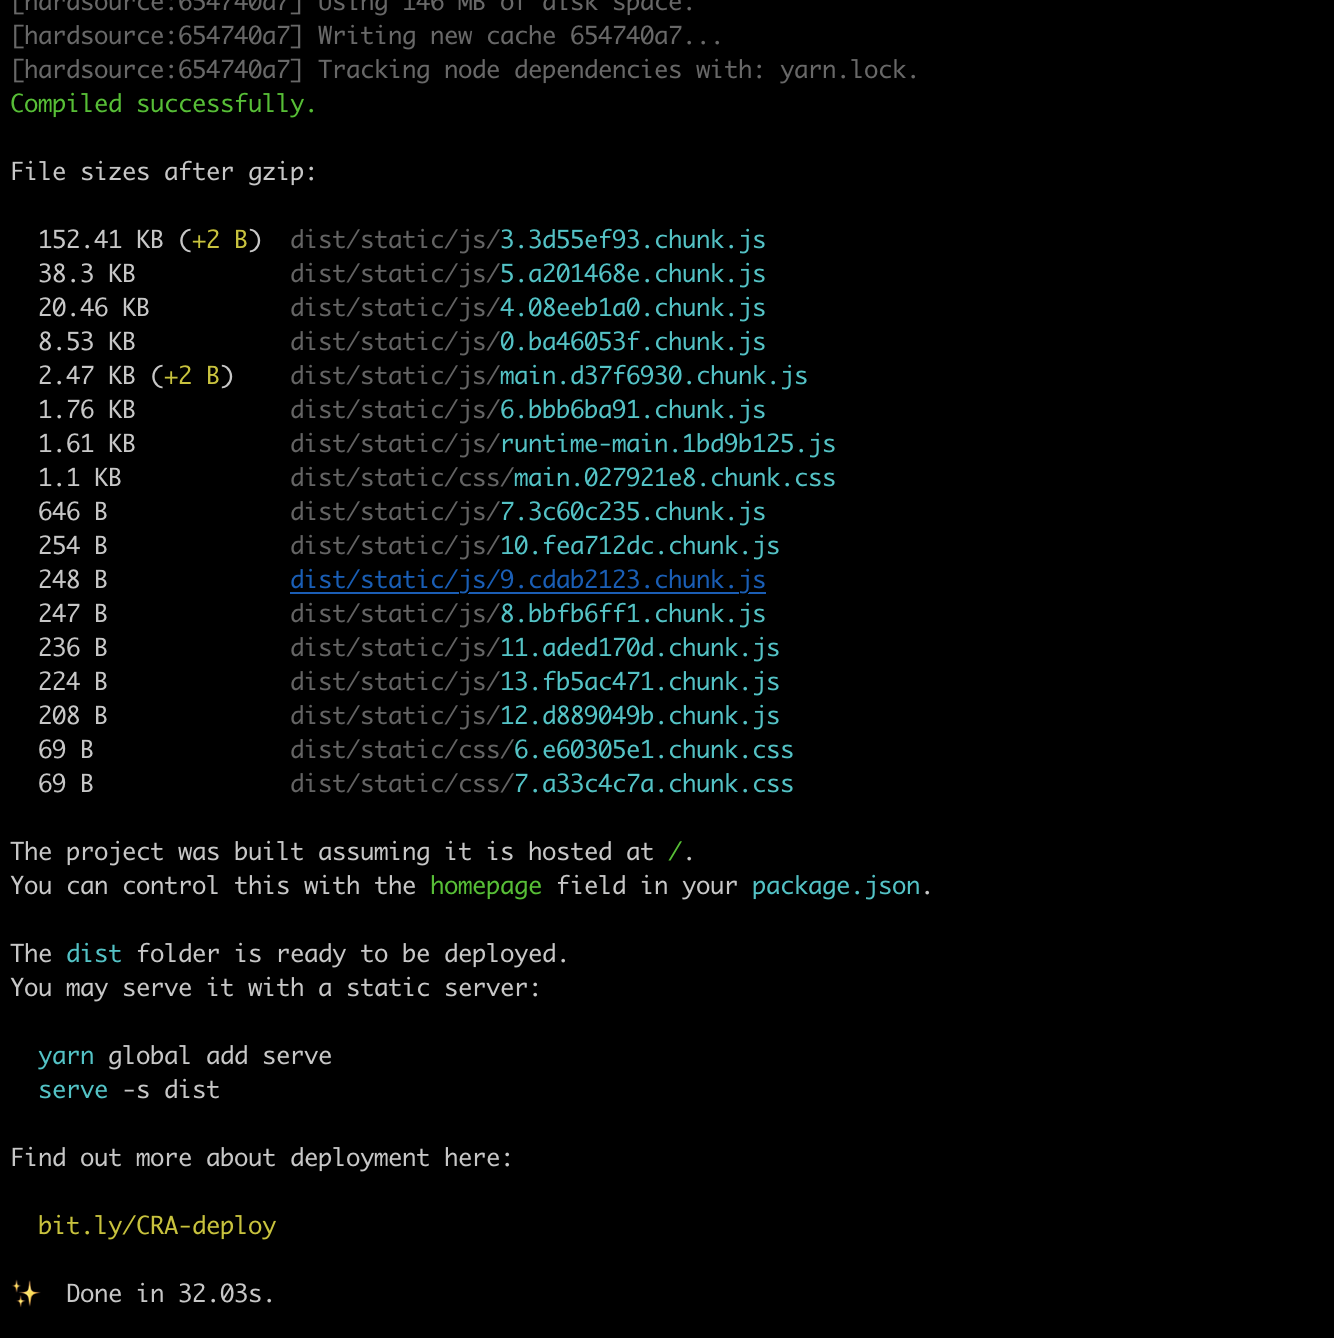 [hardsource:654740a7] Using 146 MB of disk space.
[hardsource:654740a7] Writing new cache 654740a7...
[hardsource:654740a7] Tracking node dependencies with: yarn.lock.
Compiled successfully.
File sizes after gzip:
152.41 KB (+2 B)  dist/static/js/3.3d55ef93.chunk.js
38.3 KB  dist/static/js/5.a201468e.chunk.js
20.46 KB  dist/static/js/4.08eeb1a0.chunk.js
8.53 KB  dist/static/js/0.ba46053f.chunk.js
2.47 KB (+2 B)  dist/static/js/main.d37f6930.chunk.js
1.76 KB  dist/static/js/6.bbb6ba91.chunk.js
1.61 KB  dist/static/js/runtime-main.1bd9b125.js
1.1 KB  dist/static/css/main.027921e8.chunk.css
646 B  dist/static/js/7.3c60c235.chunk.js
254 B  dist/static/js/10.fea712dc.chunk.js
248 B  dist/static/js/9.cdab2123.chunk.js
247 B  dist/static/js/8.bbfb6ff1.chunk.js
236 B  dist/static/js/11.aded170d.chunk.js
224 B  dist/static/js/13.fb5ac471.chunk.js
208 B  dist/static/js/12.d889049b.chunk.js
69 B  dist/static/css/6.e60305e1.chunk.css
69 B  dist/static/css/7.a33c4c7a.chunk.css
The project was built assuming it is hosted at /.
You can control this with the homepage field in your package.json.
The dist folder is ready to be deployed.
You may serve it with a static server:
yarn global add serve
serve -s dist
Find out more about deployment here:
bit.ly/CRA-deploy
✨ Done in 32.03s.